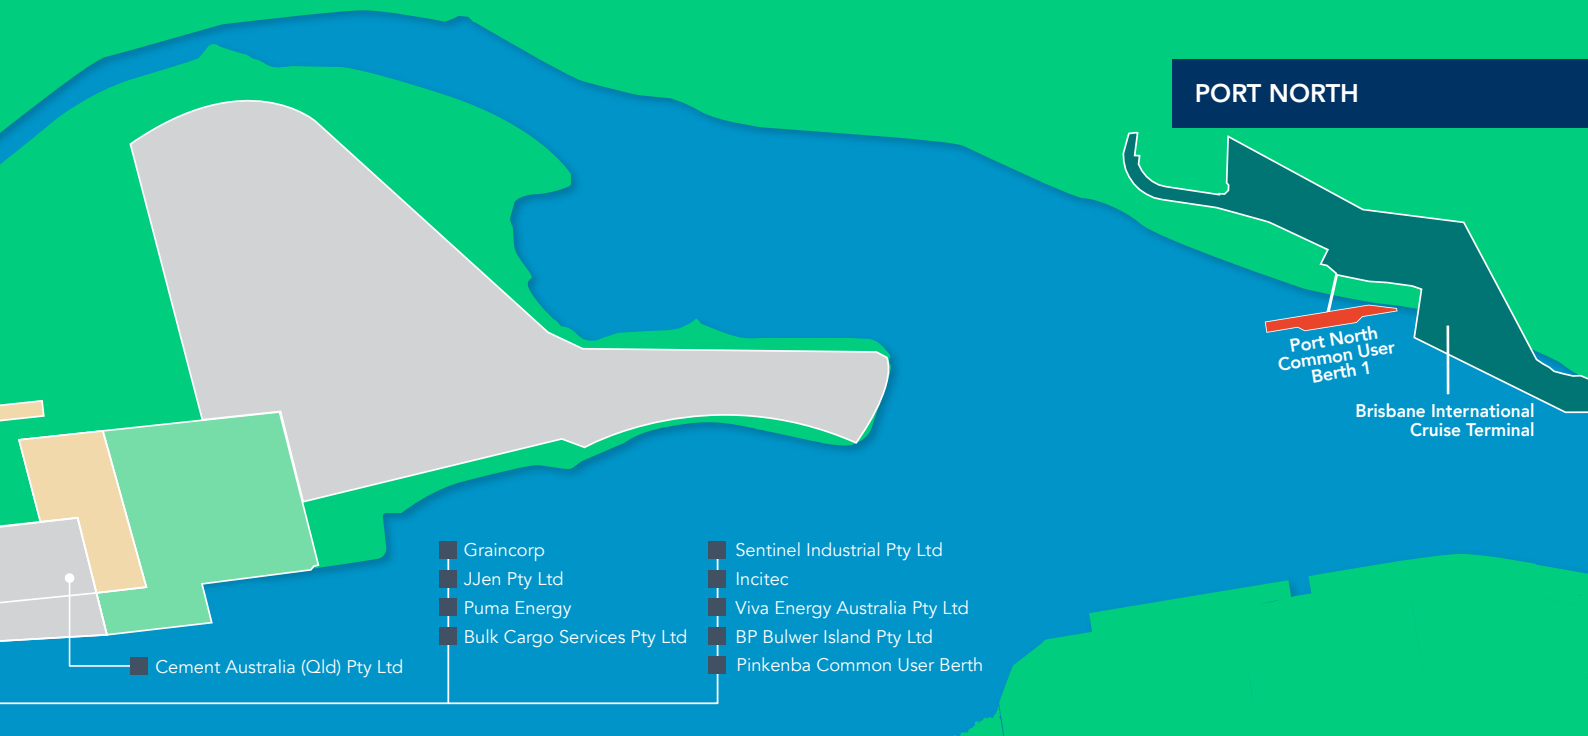 PORT NORTH
Port North
Common User
Berth 1
Brisbane International
Cruise Terminal
Graincorp
JJen Pty Ltd
Puma Energy
Bulk Cargo Services Pty Ltd
Sentinel Industrial Pty Ltd
Incitec
Viva Energy Australia Pty Ltd
BP Bulwer Island Pty Ltd
Pinkenba Common User Berth
Cement Australia (Qld) Pty Ltd